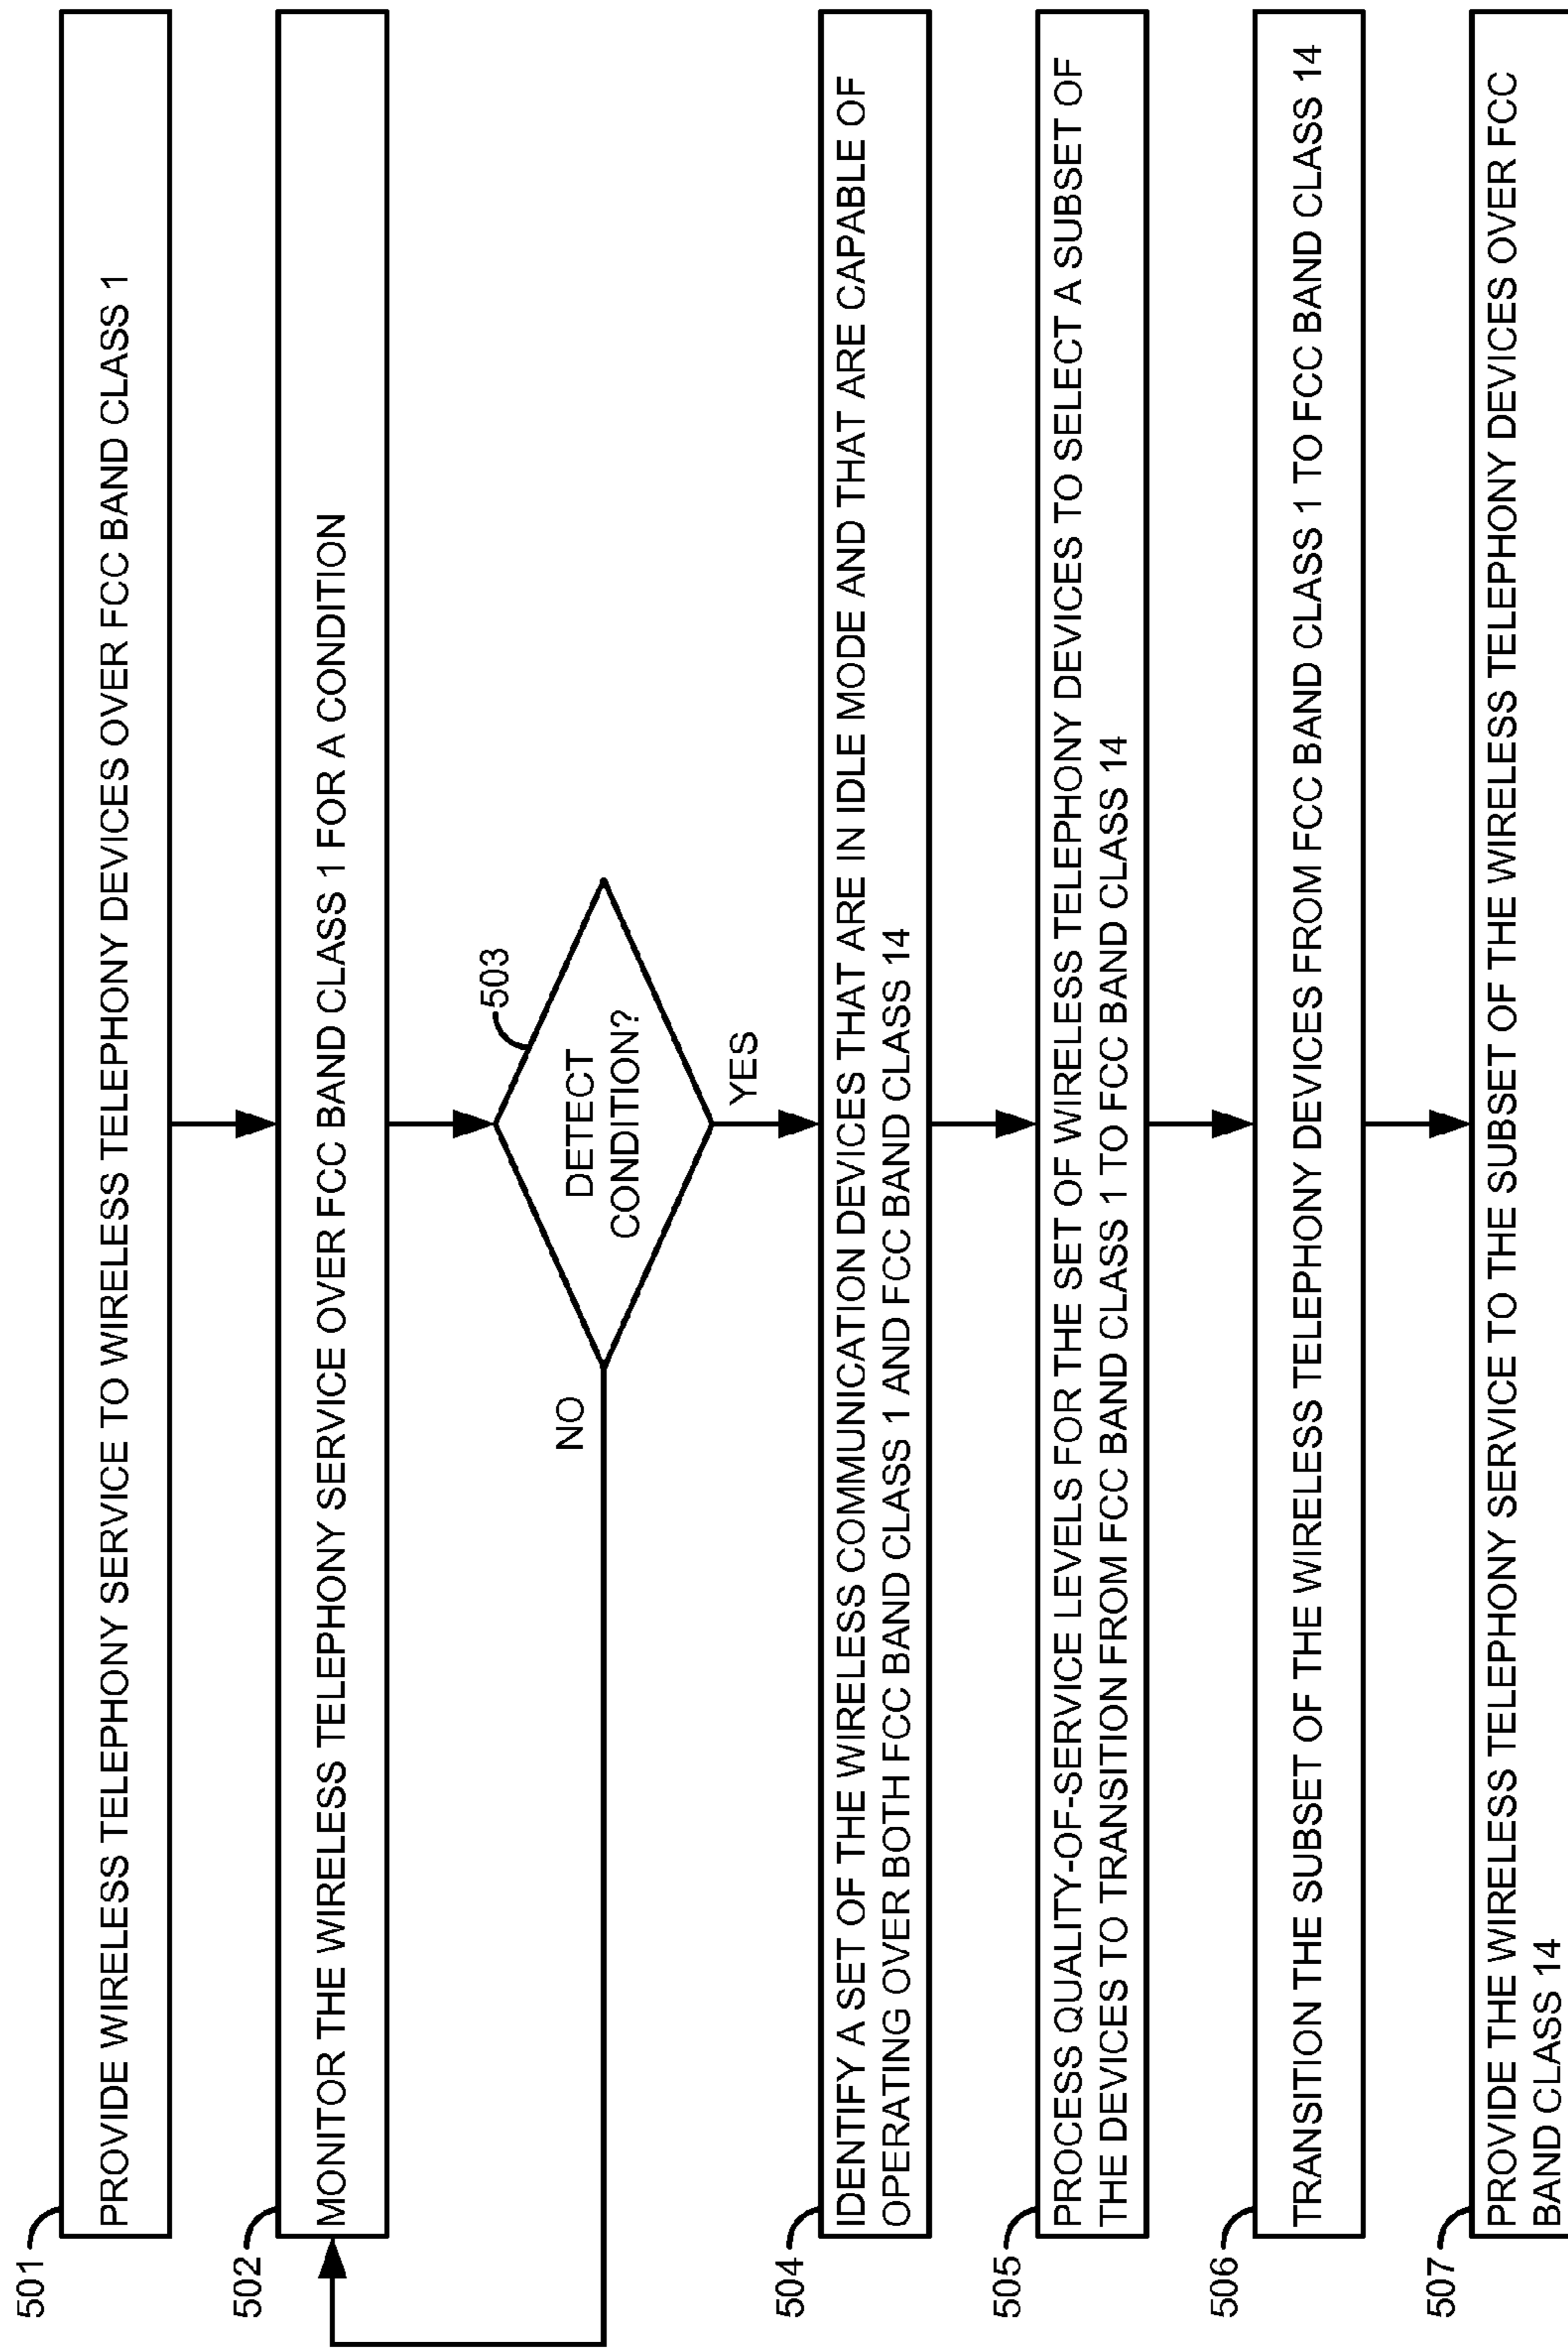 501
PROVIDE WIRELESS TELEPHONY SERVICE TO WIRELESS TELEPHONY DEVICES OVER FCC BAND CLASS 1
502
MONITOR THE WIRELESS TELEPHONY SERVICE OVER FCC BAND CLASS 1 FOR A CONDITION
503
DETECT
CONDITION?
NO
YES
504
IDENTIFY A SET OF THE WIRELESS COMMUNICATION DEVICES THAT ARE IN IDLE MODE AND THAT ARE CAPABLE OF
OPERATING OVER BOTH FCC BAND CLASS 1 AND FCC BAND CLASS 14
505
PROCESS QUALITY-OF-SERVICE LEVELS FOR THE SET OF WIRELESS TELEPHONY DEVICES TO SELECT A SUBSET OF
THE DEVICES TO TRANSITION FROM FCC BAND CLASS 1 TO FCC BAND CLASS 14
506
TRANSITION THE SUBSET OF THE WIRELESS TELEPHONY DEVICES FROM FCC BAND CLASS 1 TO FCC BAND CLASS 14
507
PROVIDE THE WIRELESS TELEPHONY SERVICE TO THE SUBSET OF THE WIRELESS TELEPHONY DEVICES OVER FCC
BAND CLASS 14